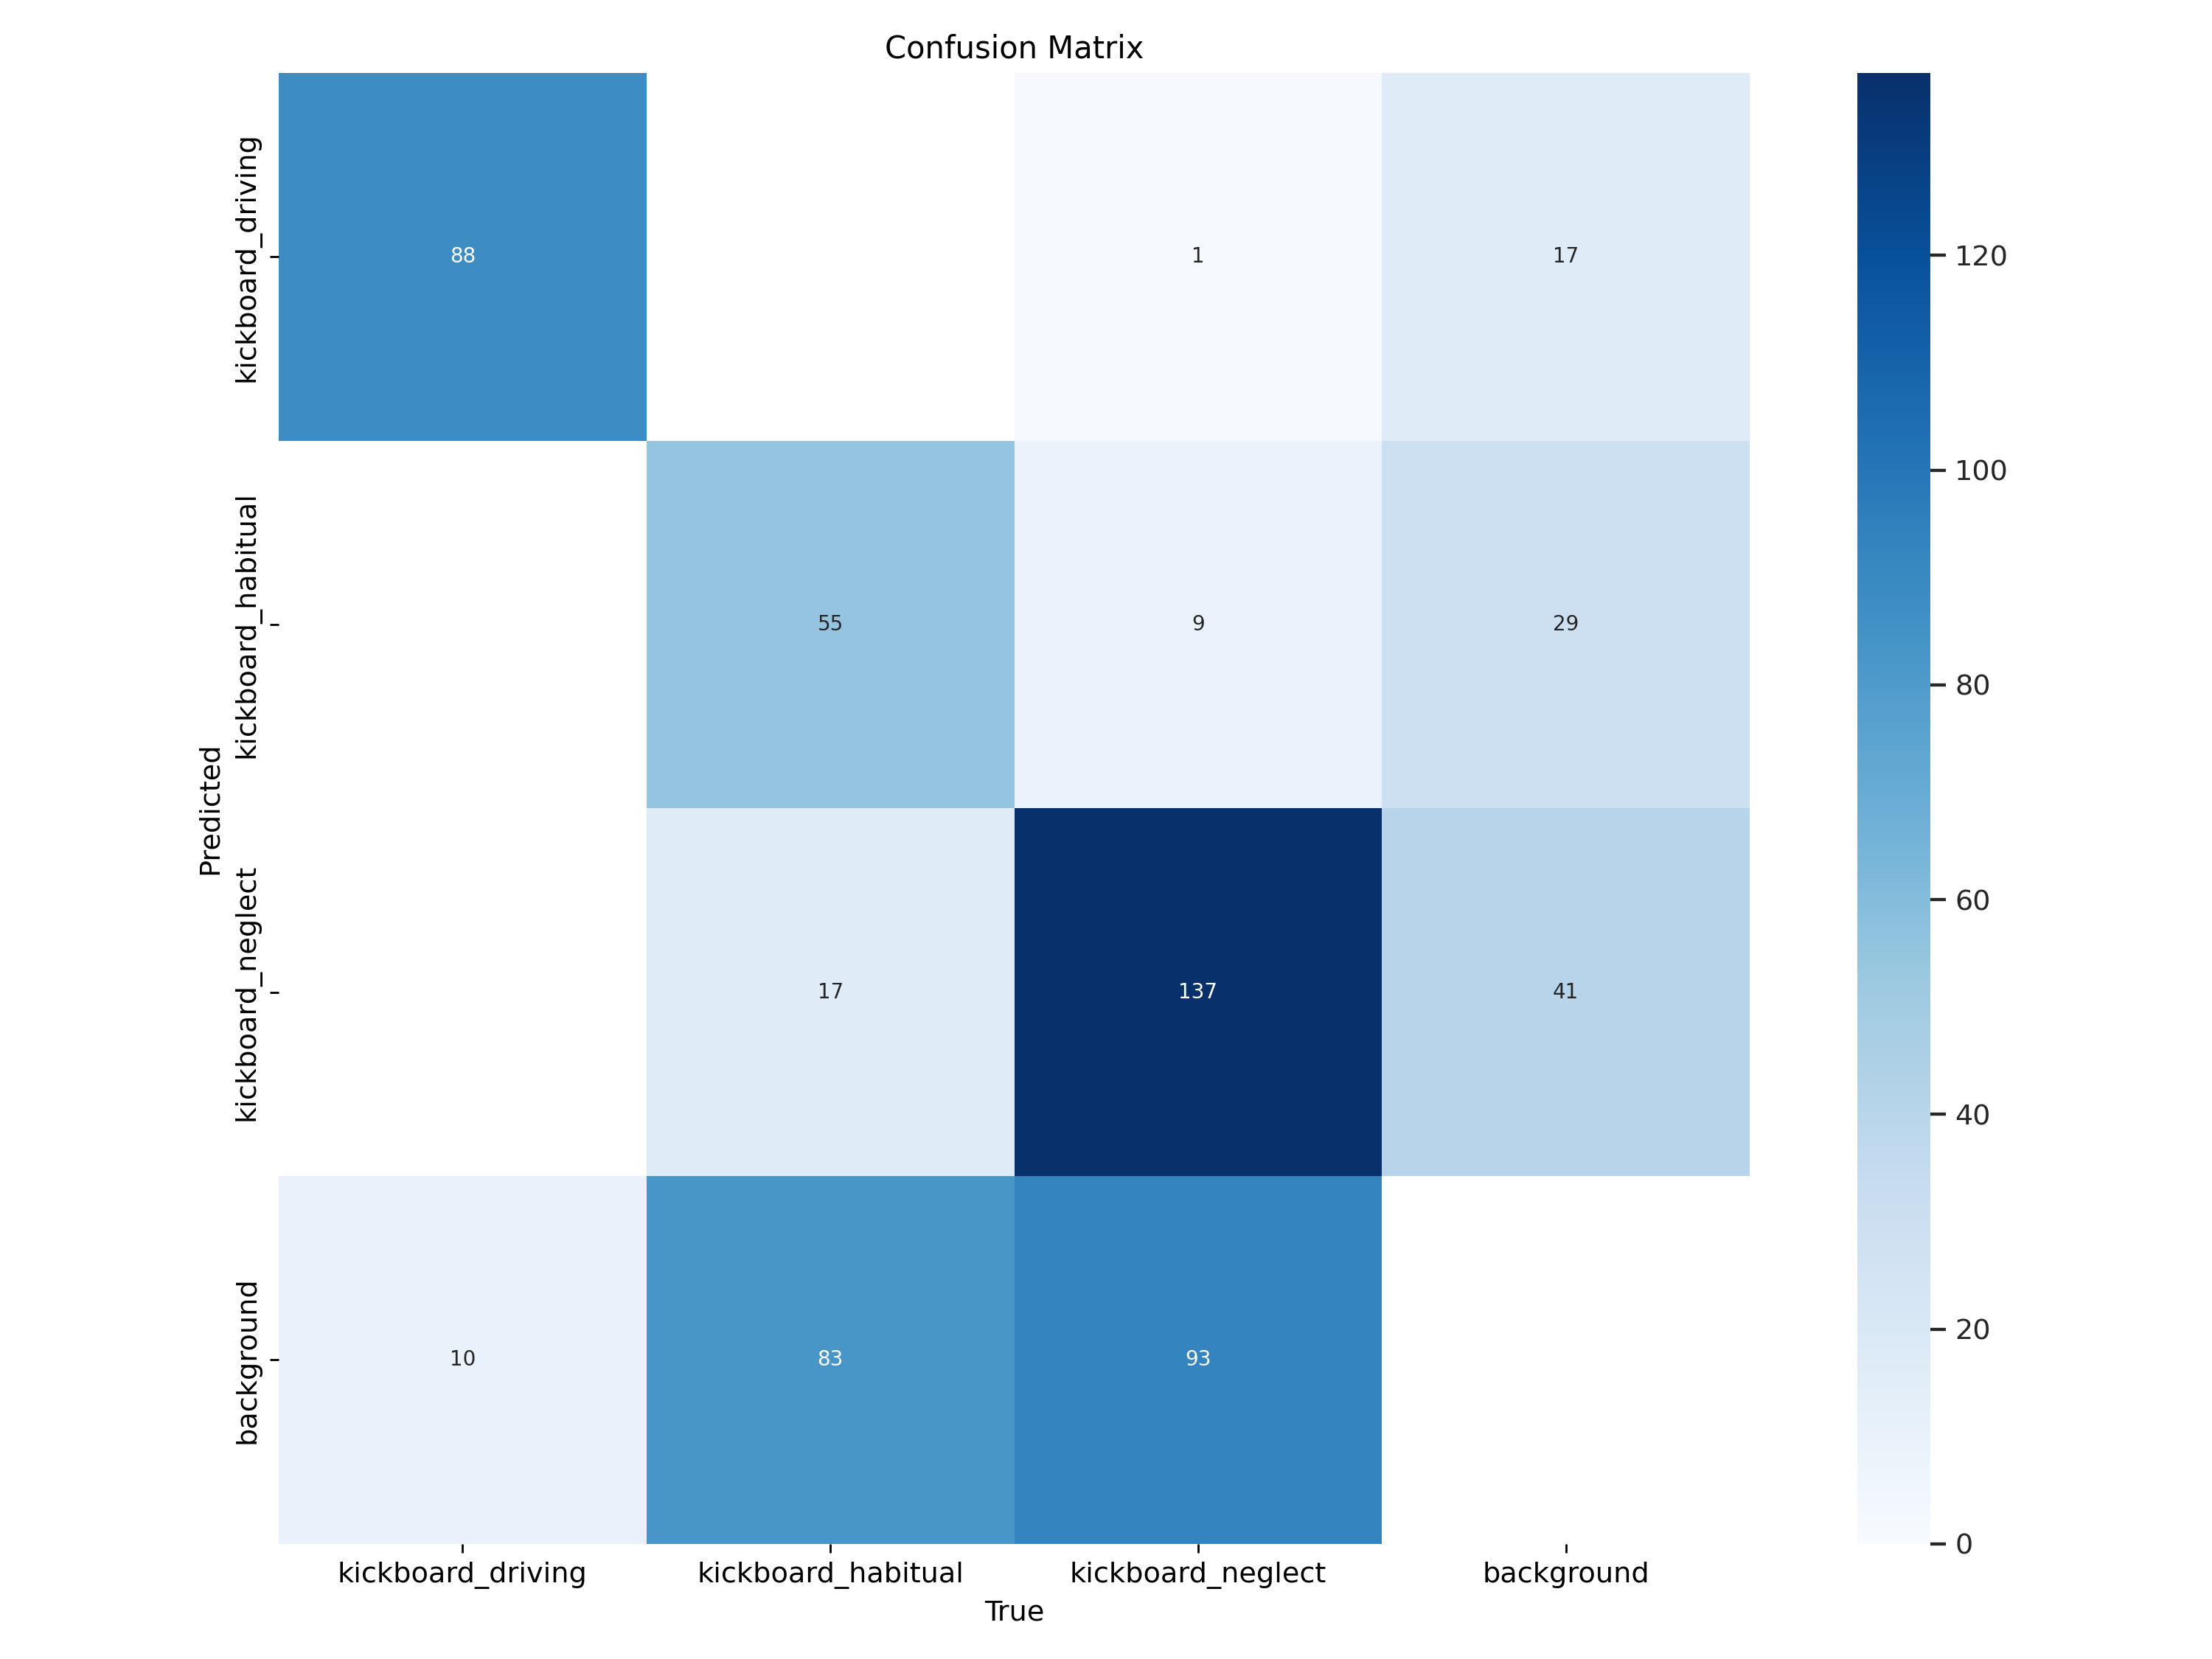 Confusion Matrix
Predicted
kickboard_driving
88
1
17
kickboard_habitual
55
9
29
kickboard_neglect
17
137
41
background
10
83
93
kickboard_driving
kickboard_habitual
kickboard_neglect
background
True
120
100
80
60
40
20
0